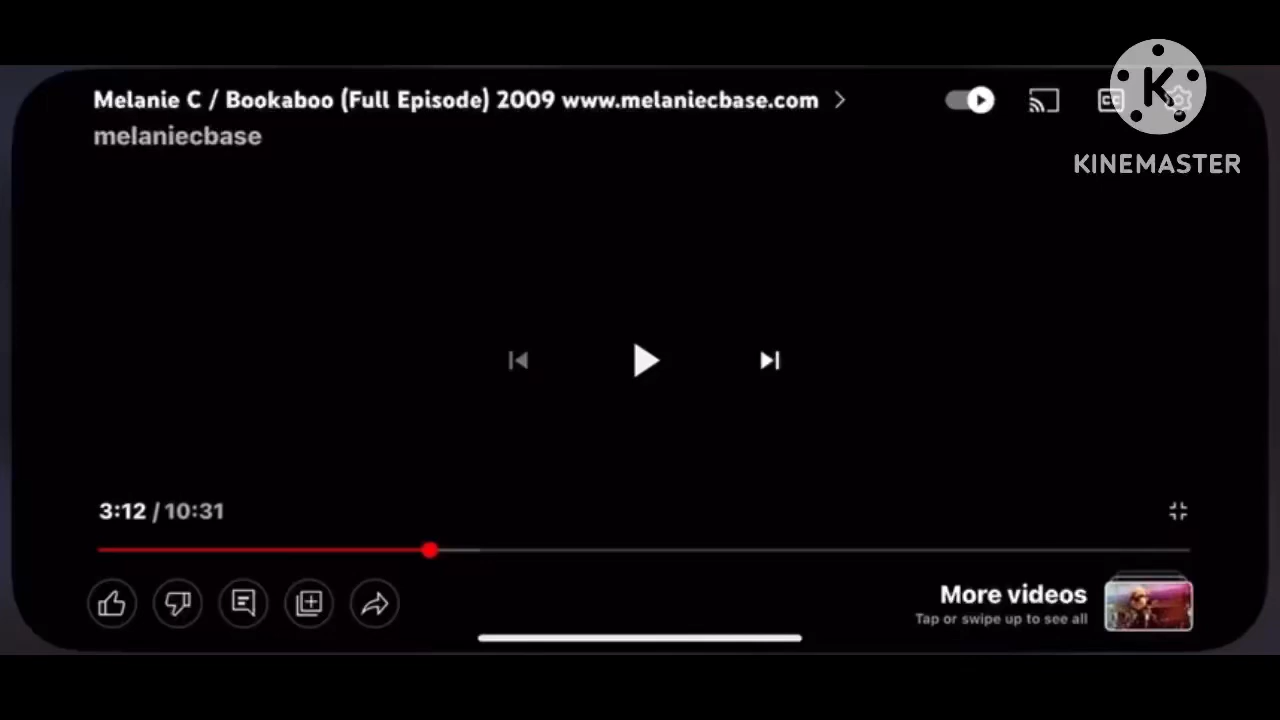 Melanie C / Bookaboo (Full Episode) 2009 www.melaniecbase.com
melaniecbase
CC
K
KINEMASTER
3:12 / 10:31
More videos
Tap or swipe up to see all